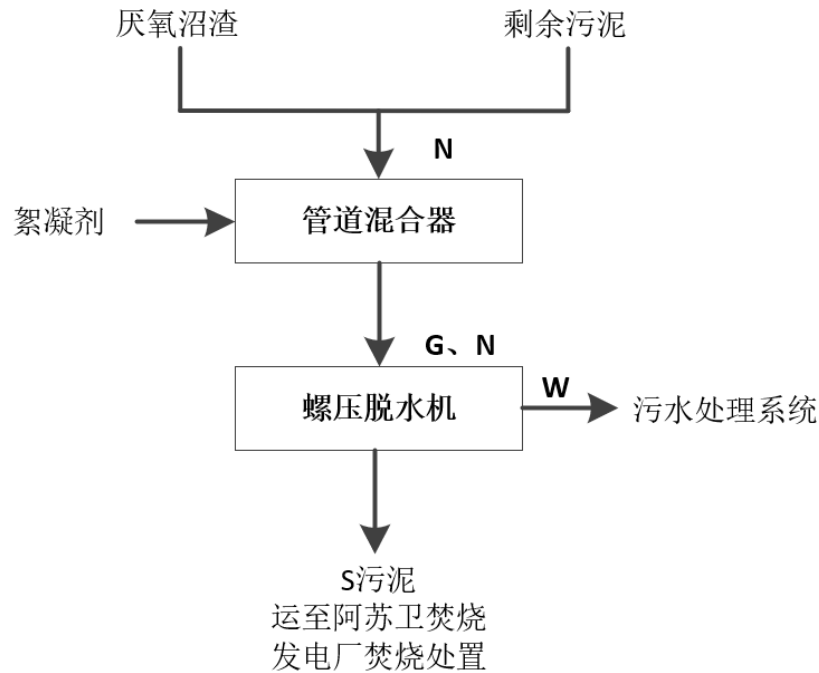 厌氧沼渣
剩余污泥
N
絮凝剂
管道混合器
G、N
螺压脱水机
W
污水处理系统
S污泥
运至阿苏卫焚烧
发电厂焚烧处置